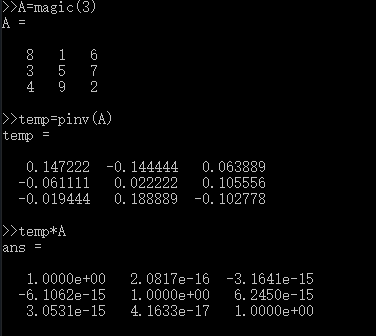 >>A=magic(3)
A =
8 1 6
3 5 7
4 9 2
>>temp=pinv(A)
temp =
0.147222 -0.144444 0.063889
-0.061111 0.022222 0.105556
-0.019444 0.188889 -0.102778
>>temp*A
ans =
1.0000e+00 2.0817e-16 -3.1641e-15
-6.1062e-15 1.0000e+00 6.2450e-15
3.0531e-15 4.1633e-17 1.0000e+00